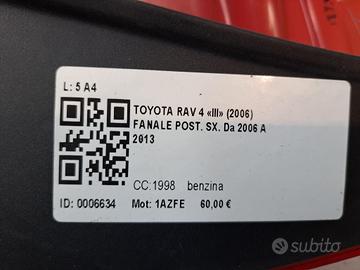 L: 5 A4
TOYOTA RAV 4 «III» (2006)
FANALE POST. SX. Da 2006 A
2013
CC:1998 benzina
ID: 0006634 Mot: 1AZFE 60,00 €
subito